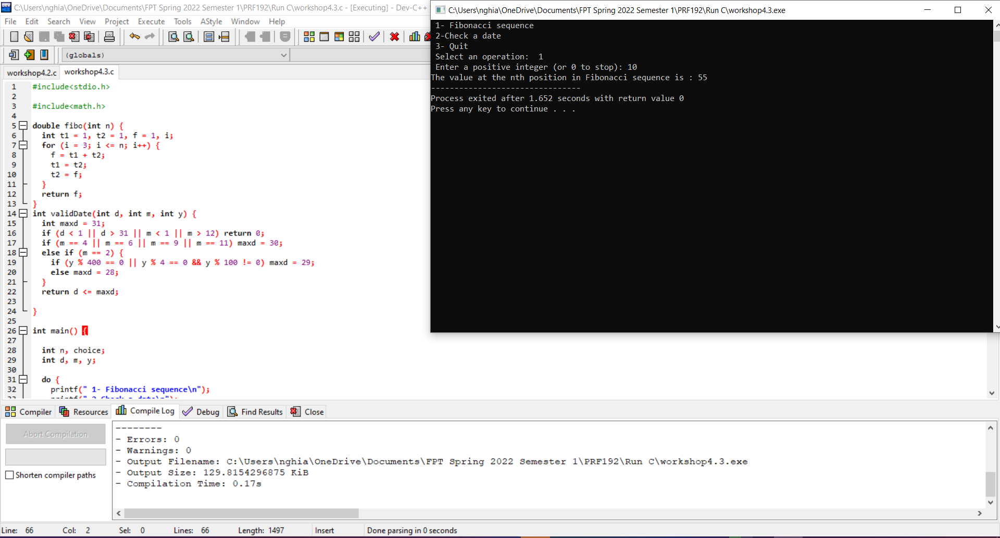 C:\Users\nghia\OneDrive\Documents\FPT Spring 2022 Semester 1\PRF192\Run C\workshop4.3.c - [Executing] - Dev-C++
File Edit Search View Project Execute Tools AStyle Window Help
(globals)
workshop4.2.c workshop4.3.c
1 #include<stdio.h>
2
3 #include<math.h>
4
5 double fibo(int n) {
6 int t1 = 1, t2 = 1, f = 1, i;
7 for (i = 3; i <= n; i++) {
8 f = t1 + t2;
9 t1 = t2;
10 t2 = f;
11 }
12 return f;
13 }
14 int validDate(int d, int m, int y) {
15 int maxd = 31;
16 if (d < 1 || d > 31 || m < 1 || m > 12) return 0;
17 if (m == 4 || m == 6 || m == 9 || m == 11) maxd = 30;
18 else if (m == 2) {
19 if (y % 400 == 0 || y % 4 == 0 && y % 100 != 0) maxd = 29;
20 else maxd = 28;
21 }
22 return d <= maxd;
23
24 }
25
26 int main() {
27
28 int n, choice;
29 int d, m, y;
30
31 do {
32 printf(" 1- Fibonacci sequence\n");
33 printf(" 2-Check a date\n");
C:\Users\nghia\OneDrive\Documents\FPT Spring 2022 Semester 1\PRF192\Run C\workshop4.3.exe
1- Fibonacci sequence
2-Check a date
3- Quit
Select an operation:  1
Enter a positive integer (or 0 to stop): 10
The value at the nth position in Fibonacci sequence is : 55
--------------------------------
Process exited after 1.652 seconds with return value 0
Press any key to continue . . .
Compiler Resources Compile Log Debug Find Results Close
Abort Compilation
Shorten compiler paths
--------
- Errors: 0
- Warnings: 0
- Output Filename: C:\Users\nghia\OneDrive\Documents\FPT Spring 2022 Semester 1\PRF192\Run C\workshop4.3.exe
- Output Size: 129.8154296875 KiB
- Compilation Time: 0.17s
Line: 66 Col: 2 Sel: 0 Lines: 66 Length: 1497 Insert Done parsing in 0 seconds